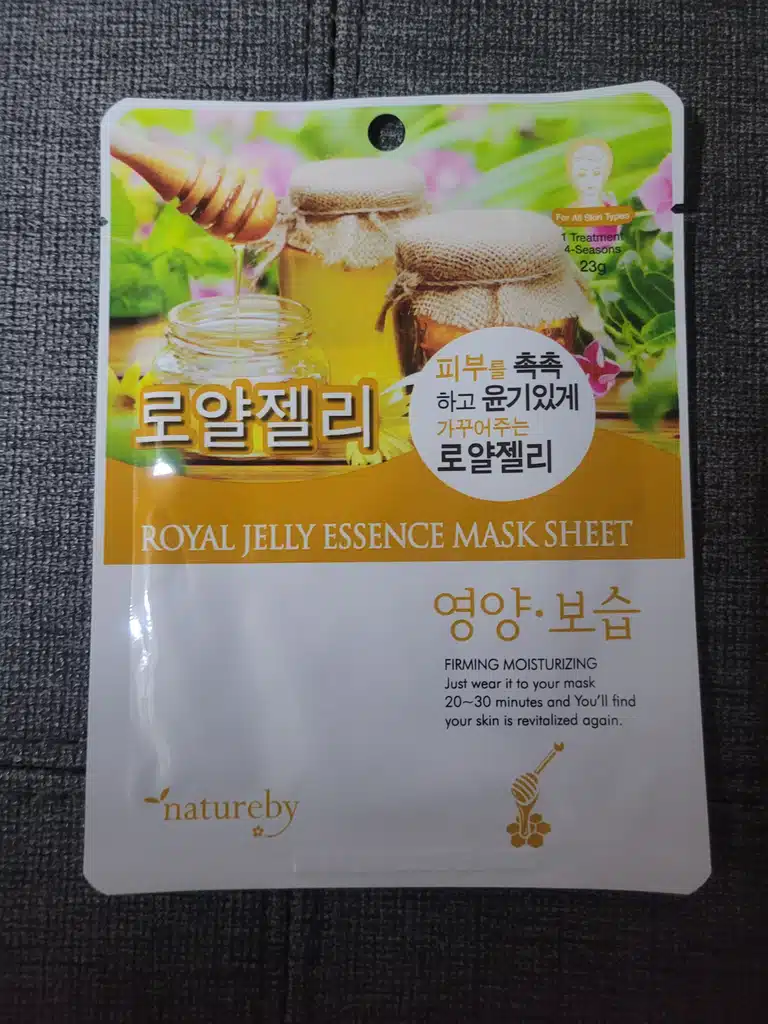 For All Skin Types
1 Treatment
4-Seasons
23g
피부를 촉촉
하고 윤기있게
가꾸어주는
로얄젤리
로얄젤리
ROYAL JELLY ESSENCE MASK SHEET
영양·보습
FIRMING MOISTURIZING
Just wear it to your mask
20~30 minutes and You'll find
your skin is revitalized again.
natureby